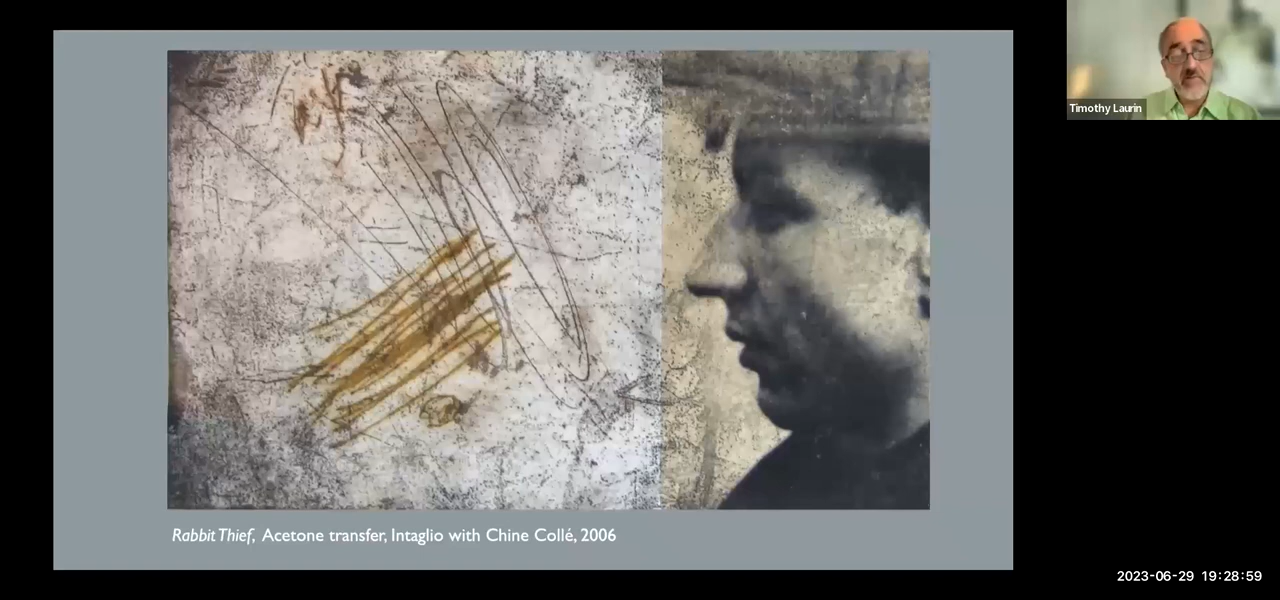 Timothy Laurin
Rabbit Thief, Acetone transfer, Intaglio with Chine Collé, 2006
2023-06-29 19:28:59